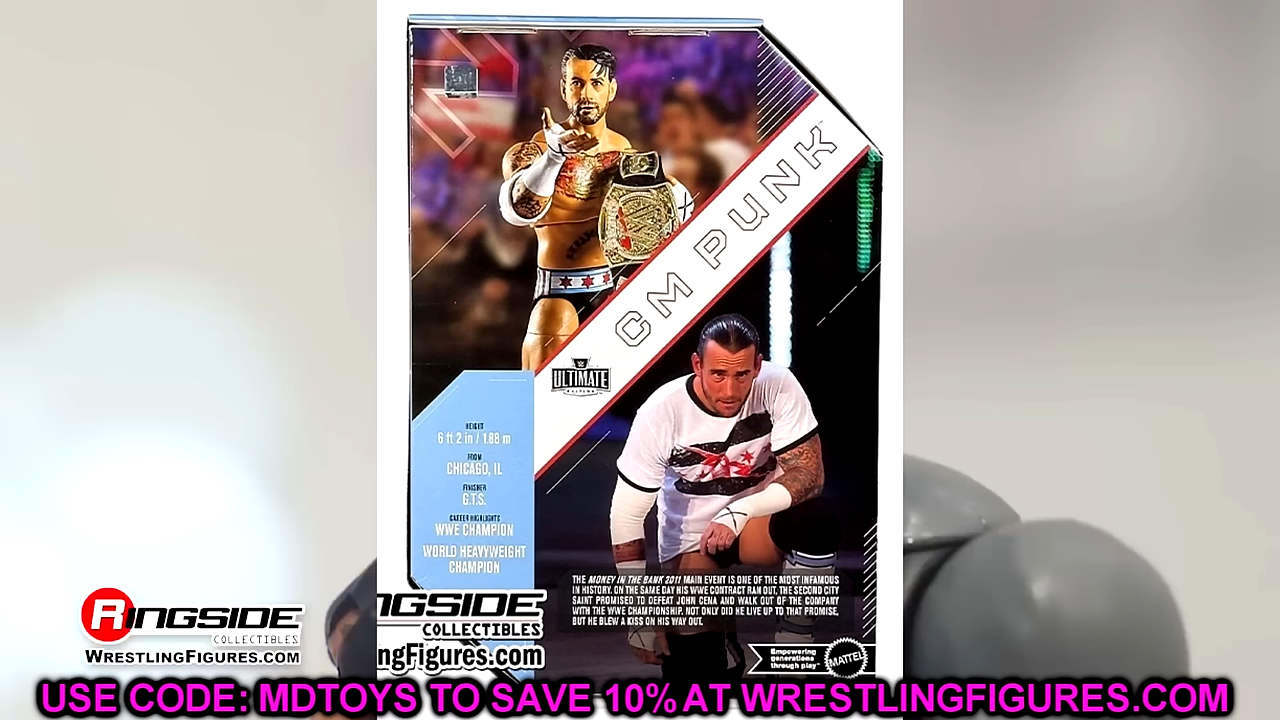 CM PUNK
ULTIMATE
EDITION
HEIGHT
6 ft 2 in / 1.88 m
FROM
CHICAGO, IL
FINISHER
G.T.S.
CAREER HIGHLIGHTS
WWE CHAMPION
WORLD HEAVYWEIGHT
CHAMPION
THE MONEY IN THE BANK 2011 MAIN EVENT IS ONE OF THE MOST INFAMOUS
IN HISTORY. ON THE SAME DAY HIS WWE CONTRACT RAN OUT, THE SECOND CITY
SAINT PROMISED TO DEFEAT JOHN CENA AND WALK OUT OF THE COMPANY
WITH THE WWE CHAMPIONSHIP. NOT ONLY DID HE LIVE UP TO THAT PROMISE,
BUT HE BLEW A KISS ON HIS WAY OUT.
Empowering
generations
through play™
MATTEL
RINGSIDE
COLLECTIBLES
WRESTLINGFIGURES.COM
NGSIDE
COLLECTIBLES
ngFigures.com
USE CODE: MDTOYS TO SAVE 10% AT WRESTLINGFIGURES.COM